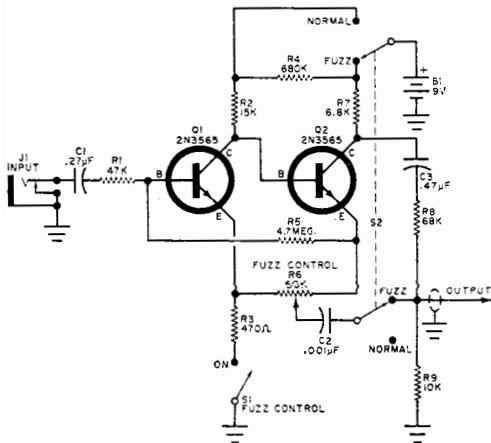 NORMAL
R4
680K
FUZZ
+
B1
9V
R2
15K
R7
6.8K
Q1
2N3565
Q2
2N3565
J1
INPUT
C1
.27µF
R1
47K
B
C
E
B
C
E
C3
.47µF
R5
4.7MEG.
S2
R8
68K
FUZZ CONTROL
R6
50K
FUZZ
OUTPUT
R3
470Ω
C2
.001µF
NORMAL
ON
R9
10K
S1
FUZZ CONTROL